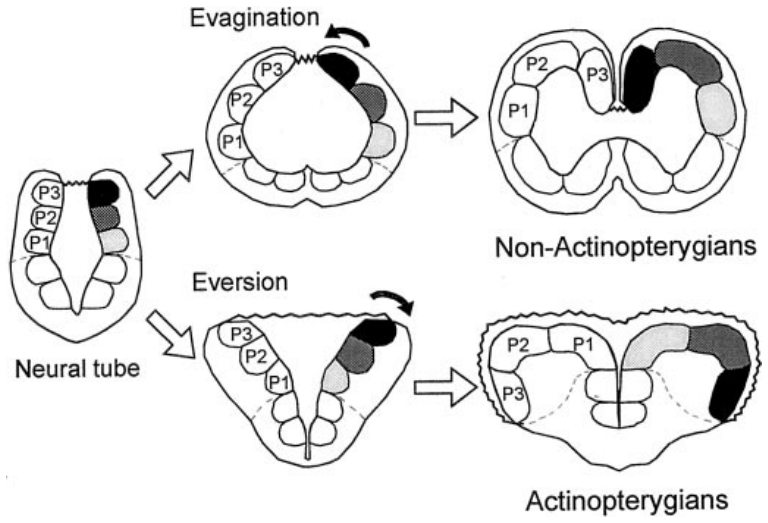 Evagination
P3
P2
P1
P2
P3
P1
Non-Actinopterygians
P3
P2
P1
Neural tube
Eversion
P3
P2
P1
P2
P1
P3
Actinopterygians